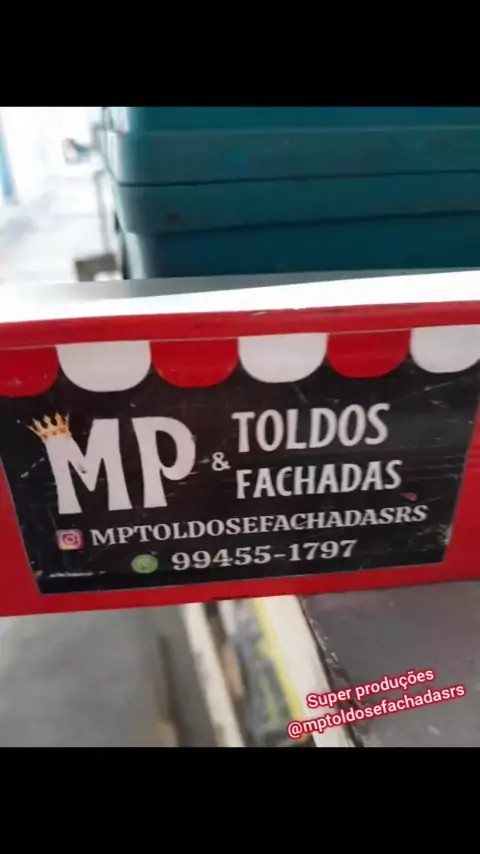 MP
TOLDOS
& FACHADAS
MPTOLDOSEFACHADASRS
99455-1797
Super produções
@mptoldosefachadasrs